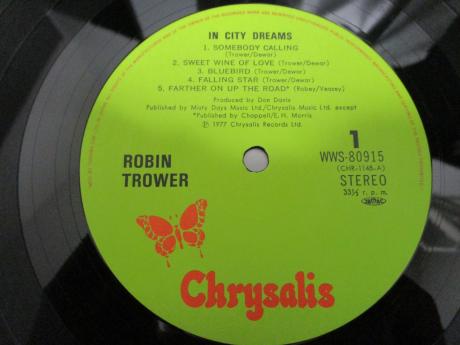 IN CITY DREAMS
1. SOMEBODY CALLING
(Trower/Dewar)
2. SWEET WINE OF LOVE (Trower/Dewar)
3. BLUEBIRD (Trower/Dewar)
4. FALLING STAR (Trower/Dewar)
5. FARTHER ON UP THE ROAD* (Robey/Veasey)
Produced by Don Davis
Published by Misty Days Music Ltd./Chrysalis Music Ltd. except
*Published by Chappell/E.H. Morris
Ⓟ 1977 Chrysalis Records Ltd.
ROBIN
TROWER
1
WWS-80915
(CHR-1148-A)
STEREO
33⅓ r. p. m.
JASRAC
Chrysalis